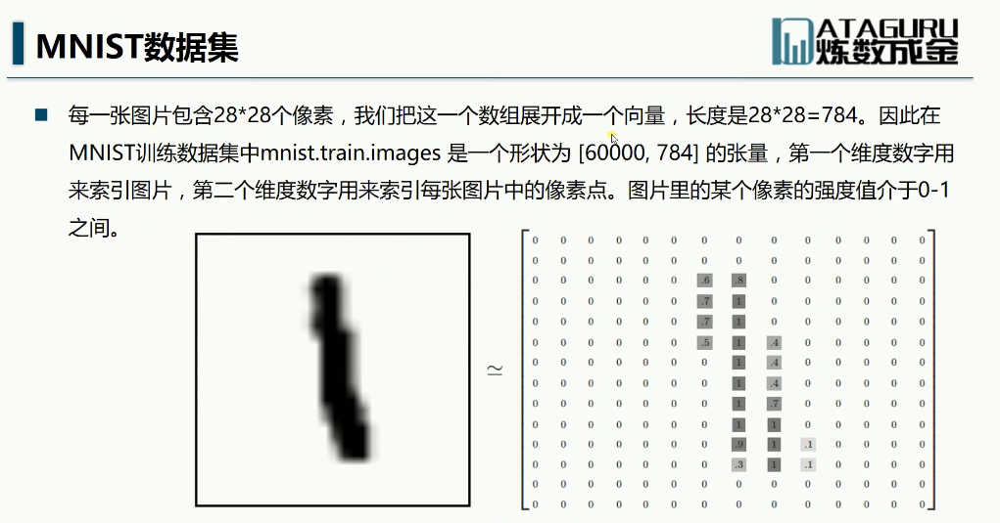 MNIST数据集
DATAGURU
炼数成金
每一张图片包含28*28个像素，我们把这一个数组展开成一个向量，长度是28*28=784。因此在
MNIST训练数据集中mnist.train.images 是一个形状为 [60000, 784] 的张量，第一个维度数字用
来索引图片，第二个维度数字用来索引每张图片中的像素点。图片里的某个像素的强度值介于0-1
之间。
0 0 0 0 0 0 0 0 0 0 0 0 0 0
0 0 0 0 0 0 0 0 0 0 0 0 0 0
0 0 0 0 0 0 .6 .8 0 0 0 0 0 0
0 0 0 0 0 0 .7 1 0 0 0 0 0 0
0 0 0 0 0 0 .7 1 0 0 0 0 0 0
0 0 0 0 0 0 .5 1 .4 0 0 0 0 0
≃
0 0 0 0 0 0 0 1 .4 0 0 0 0 0
0 0 0 0 0 0 0 1 .4 0 0 0 0 0
0 0 0 0 0 0 0 1 .7 0 0 0 0 0
0 0 0 0 0 0 0 1 1 0 0 0 0 0
0 0 0 0 0 0 0 .9 1 .1 0 0 0 0
0 0 0 0 0 0 0 .3 1 .1 0 0 0 0
0 0 0 0 0 0 0 0 0 0 0 0 0 0
0 0 0 0 0 0 0 0 0 0 0 0 0 0